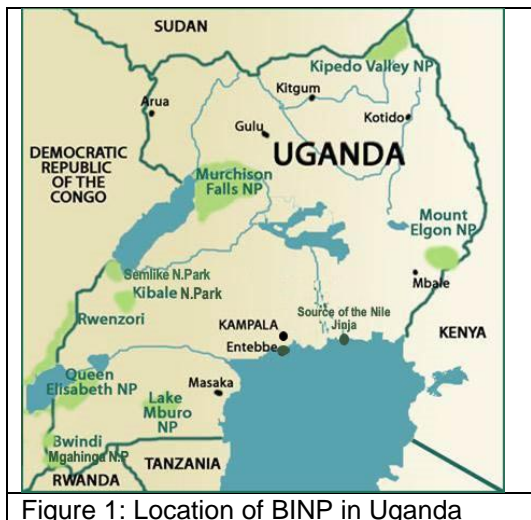 SUDAN
Kipedo Valley NP
Kitgum
Arua
Kotido
Gulu
UGANDA
DEMOCRATIC
REPUBLIC
OF THE
CONGO
Murchison
Falls NP
Mount
Elgon NP
Semlike N.Park
Mbale
Kibale N.Park
Source of the Nile
Jinja
Rwenzori
KAMPALA
KENYA
Entebbe
Queen
Elisabeth NP
Masaka
Lake
Mburo
NP
Bwindi
Mgahinga N.P
TANZANIA
RWANDA
Figure 1: Location of BINP in Uganda